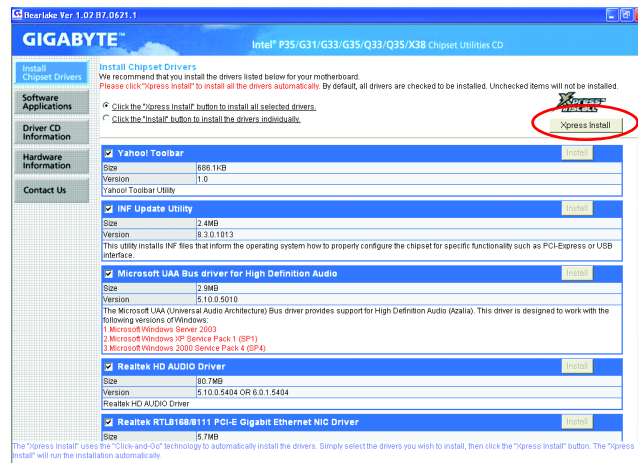 Bearlake Ver 1.02 B7.0621.1
GIGABYTE™
Intel® P35/G31/G33/G35/Q33/Q35/X38 Chipset Utilities CD
Install
Chipset Drivers
Software
Applications
Driver CD
Information
Hardware
Information
Contact Us
Install Chipset Drivers
We recommend that you install the drivers listed below for your motherboard.
Please click "Xpress Install" to install all the drivers automatically. By default, all drivers are checked to be installed. Unchecked items will not be installed.
Click the "Xpress Install" button to install all selected drivers.
Click the "Install" button to install the drivers individually.
Xpress
Install
Xpress Install
Yahoo! Toolbar
Install
Size 686.1KB
Version 1.0
Yahoo! Toolbar Utility
INF Update Utility
Install
Size 2.4MB
Version 8.3.0.1013
This utility installs INF files that inform the operating system how to properly configure the chipset for specific functionality such as PCI-Express or USB
interface.
Microsoft UAA Bus driver for High Definition Audio
Install
Size 2.9MB
Version 5.10.0.5010
The Microsoft UAA (Universal Audio Architecture) Bus driver provides support for High Definition Audio (Azalia). This driver is designed to work with the
following versions of Windows:
1.Microsoft Windows Server 2003
2.Microsoft Windows XP Service Pack 1 (SP1)
3.Microsoft Windows 2000 Service Pack 4 (SP4)
Realtek HD AUDIO Driver
Install
Size 80.7MB
Version 5.10.0.5404 OR 6.0.1.5404
Realtek HD AUDIO Driver
Realtek RTL8168/8111 PCI-E Gigabit Ethernet NIC Driver
Install
Size 5.7MB
The "Xpress Install" uses the "Click-and-Go" technology to automatically install the drivers. Simply select the drivers you wish to install, then click the "Xpress Install" button. The "Xpress
Install" will run the installation automatically.